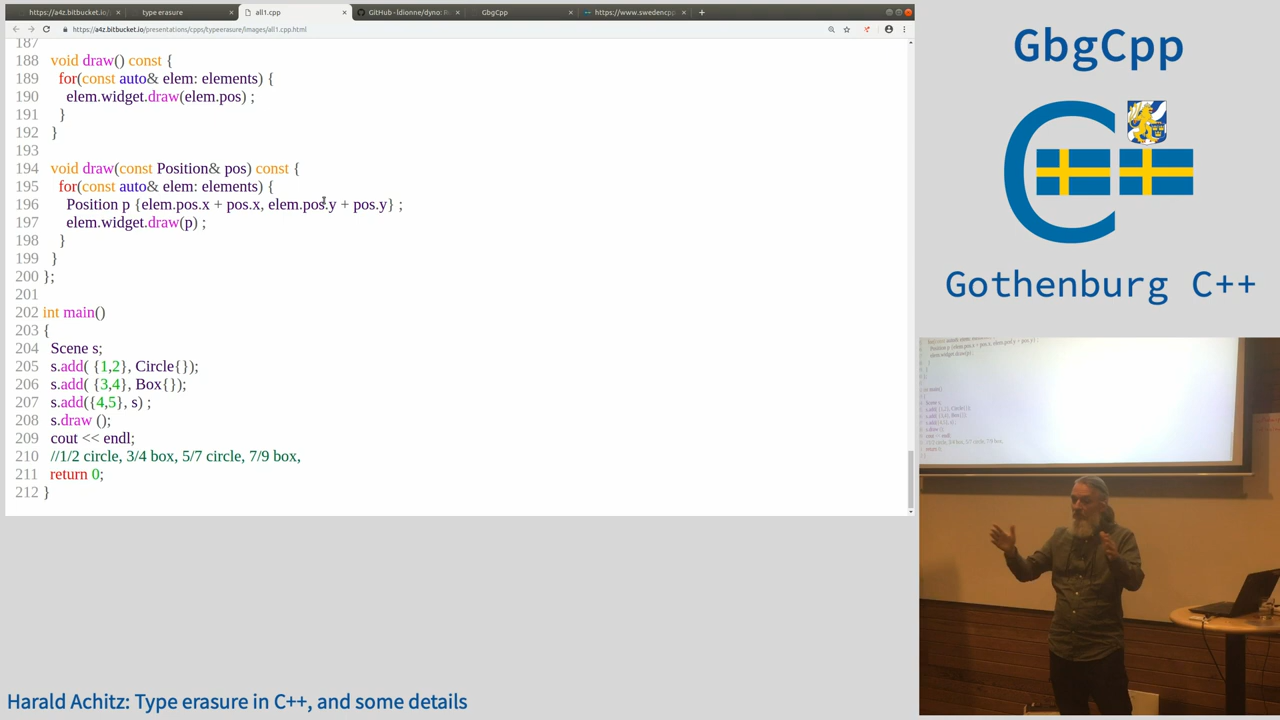 https://a4z.bitbucket.io/
type erasure
all1.cpp
GitHub - ldionne/dyno: R
GbgCpp
https://www.swedencp
https://a4z.bitbucket.io/presentations/cpps/typeerasure/images/all1.cpp.html
187
188 void draw() const {
189 for(const auto& elem: elements) {
190 elem.widget.draw(elem.pos) ;
191 }
192 }
193
194 void draw(const Position& pos) const {
195 for(const auto& elem: elements) {
196 Position p {elem.pos.x + pos.x, elem.pos.y + pos.y} ;
197 elem.widget.draw(p) ;
198 }
199 }
200 };
201
202 int main()
203 {
204 Scene s;
205 s.add( {1,2}, Circle{});
206 s.add( {3,4}, Box{});
207 s.add({4,5}, s) ;
208 s.draw ();
209 cout << endl;
210 //1/2 circle, 3/4 box, 5/7 circle, 7/9 box,
211 return 0;
212 }
GbgCpp
C++
Gothenburg C++
Harald Achitz: Type erasure in C++, and some details